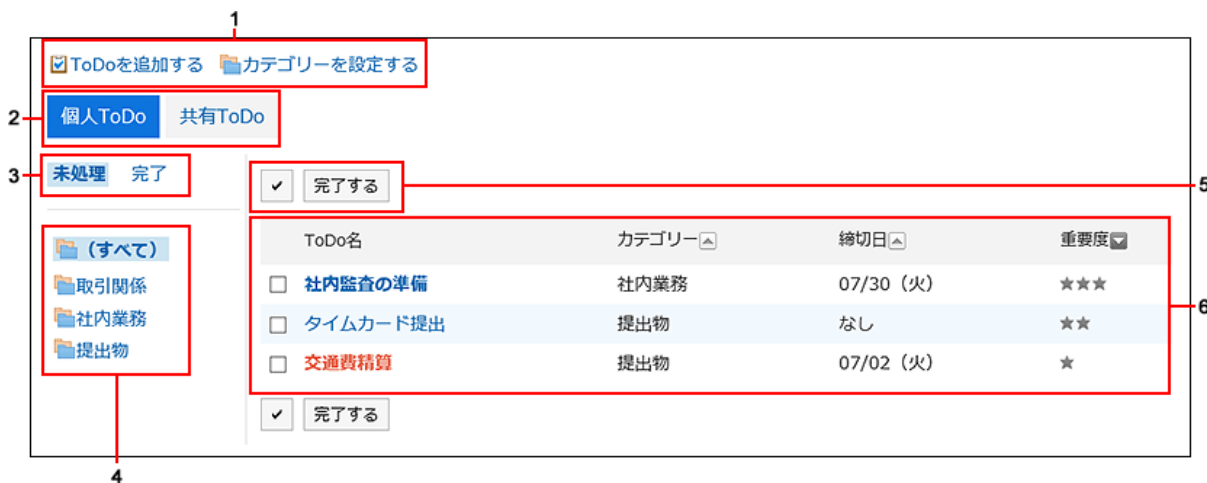 1
ToDoを追加する カテゴリーを設定する
2
個人ToDo 共有ToDo
3
未処理 完了
完了する
5
(すべて)
取引関係
社内業務
提出物
4
ToDo名 カテゴリー 締切日 重要度
社内監査の準備 社内業務 07/30(火) ★★★
タイムカード提出 提出物 なし ★★
交通費精算 提出物 07/02(火) ★
6
完了する